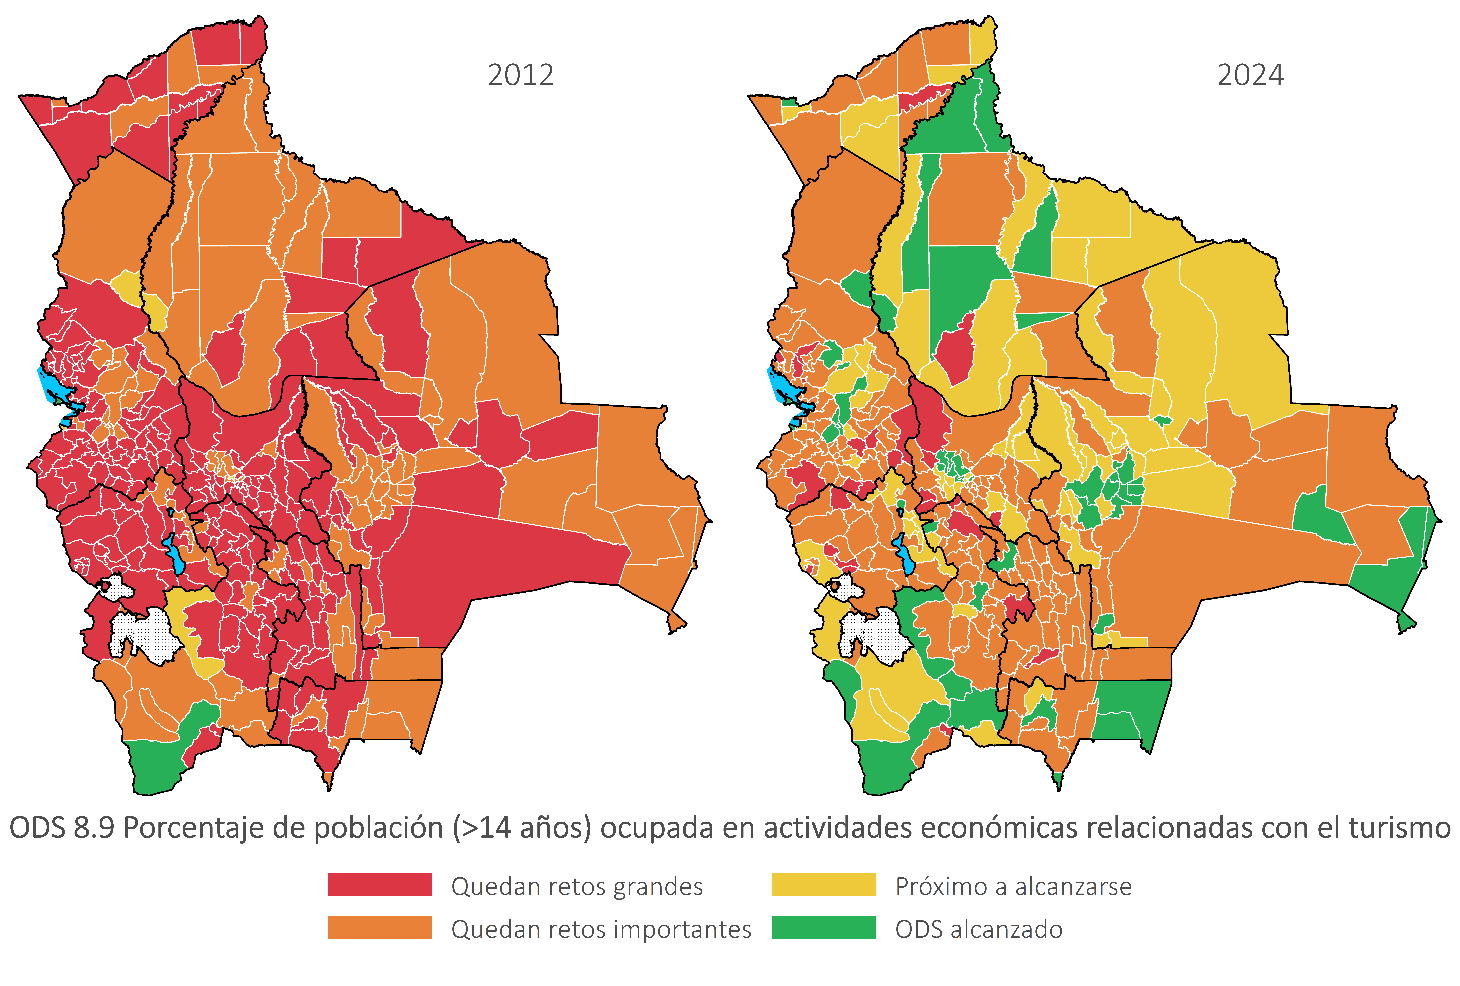 2012
2024
ODS 8.9 Porcentaje de población (>14 años) ocupada en actividades económicas relacionadas con el turismo
Quedan retos grandes
Próximo a alcanzarse
Quedan retos importantes
ODS alcanzado